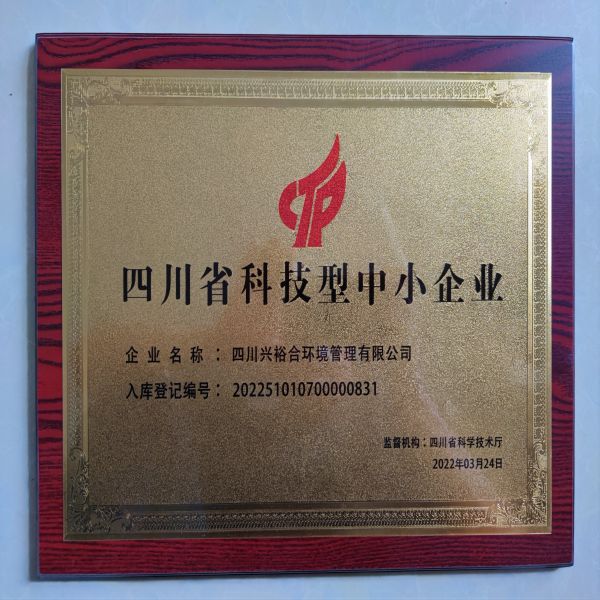 四川省科技型中小企业
企业名称：四川兴裕合环境管理有限公司
入库登记编号：202251010700000831
监督机构：四川省科学技术厅
2022年03月24日